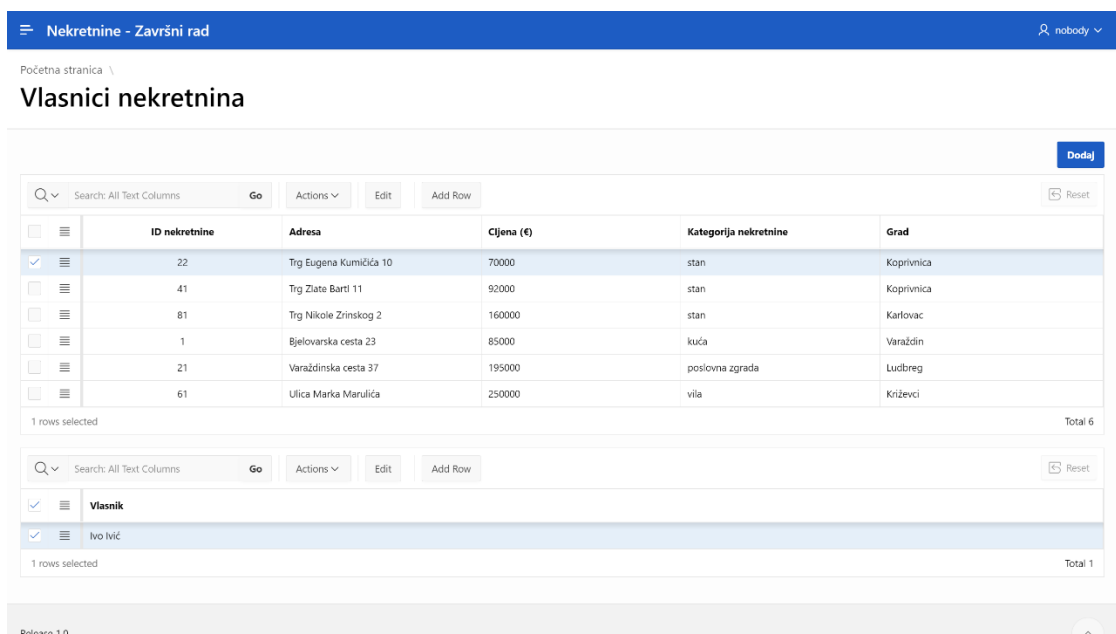 Nekretnine - Završni rad nobody
Početna stranica \
Vlasnici nekretnina
Dodaj
Search: All Text Columns Go Actions Edit Add Row Reset
ID nekretnine Adresa Cljena (€) Kategorija nekretnine Grad
22 Trg Eugena Kumičića 10 70000 stan Koprivnica
41 Trg Zlate Bartl 11 92000 stan Koprivnica
81 Trg Nikole Zrinskog 2 160000 stan Karlovac
1 Bjelovarska cesta 23 85000 kuća Varaždin
21 Varaždinska cesta 37 195000 poslovna zgrada Ludbreg
61 Ulica Marka Marulića 250000 vila Križevci
1 rows selected Total 6
Search: All Text Columns Go Actions Edit Add Row Reset
Vlasnik
Ivo Ivić
1 rows selected Total 1
Release 1.0